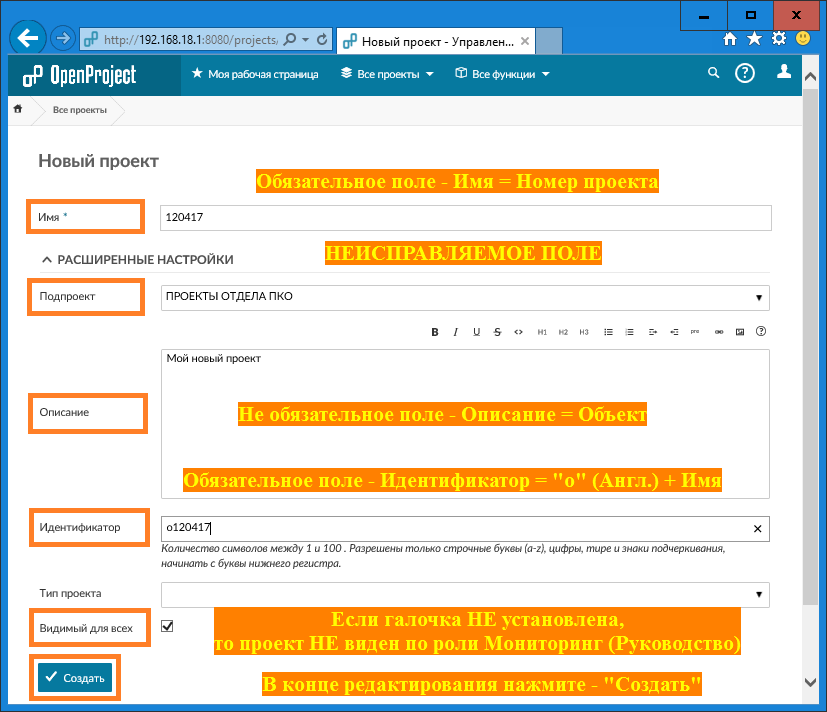 http://192.168.18.1:8080/projects/
Новый проект - Управлен...
OpenProject
Моя рабочая страница
Все проекты
Все функции
Все проекты
Новый проект
Обязательное поле - Имя = Номер проекта
Имя *
120417
НЕИСПРАВЛЯЕМОЕ ПОЛЕ
РАСШИРЕННЫЕ НАСТРОЙКИ
Подпроект
ПРОЕКТЫ ОТДЕЛА ПКО
B I U S <> H1 H2 H3 pre
Мой новый проект
Описание
Не обязательное поле - Описание = Объект
Обязательное поле - Идентификатор = "o" (Англ.) + Имя
Идентификатор
o120417
Количество символов между 1 и 100 . Разрешены только строчные буквы (a-z), цифры, тире и знаки подчеркивания,
начинать с буквы нижнего регистра.
Тип проекта
Видимый для всех
Если галочка НЕ установлена,
то проект НЕ виден по роли Мониторинг (Руководство)
Создать
В конце редактирования нажмите - "Создать"